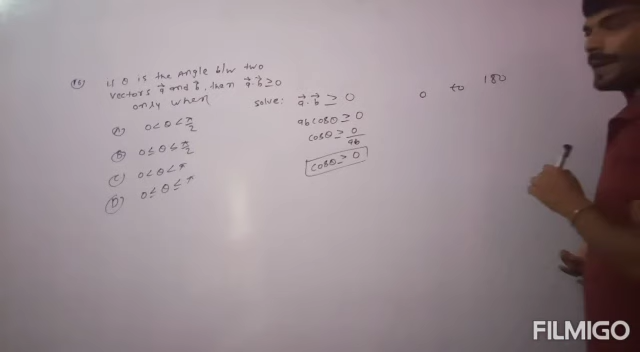 15) if θ is the Angle b/w two
vectors a⃗ and b⃗, then a⃗.b⃗ ≥ 0
only when
A) 0 < θ < π/2
B) 0 ≤ θ ≤ π/2
C) 0 < θ < π
D) 0 ≤ θ ≤ π
solve: a⃗.b⃗ ≥ 0
ab cosθ ≥ 0
cosθ ≥ 0/ab
cosθ ≥ 0
0 to 180
FILMIGO